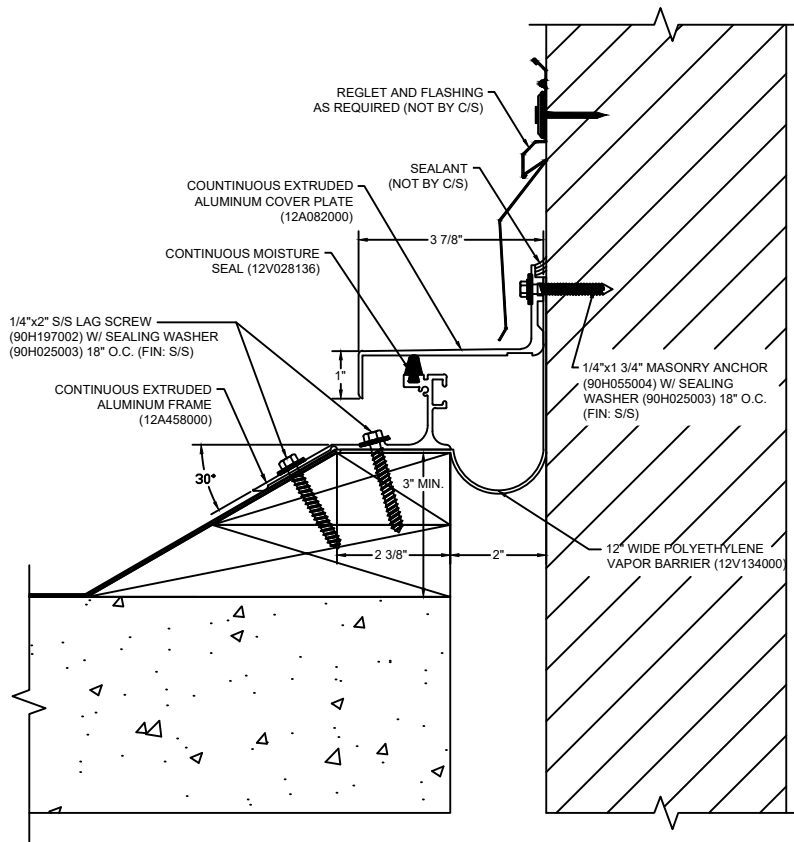 REGLET AND FLASHING
AS REQUIRED (NOT BY C/S)
SEALANT
(NOT BY C/S)
COUNTINUOUS EXTRUDED
ALUMINUM COVER PLATE
(12A082000)
3 7/8"
CONTINUOUS MOISTURE
SEAL (12V028136)
1/4"x2" S/S LAG SCREW
(90H197002) W/ SEALING WASHER
(90H025003) 18" O.C. (FIN: S/S)
1"
1/4"x1 3/4" MASONRY ANCHOR
(90H055004) W/ SEALING
WASHER (90H025003) 18" O.C.
(FIN: S/S)
CONTINUOUS EXTRUDED
ALUMINUM FRAME
(12A458000)
30°
3" MIN.
2 3/8"
2"
12" WIDE POLYETHYLENE
VAPOR BARRIER (12V134000)